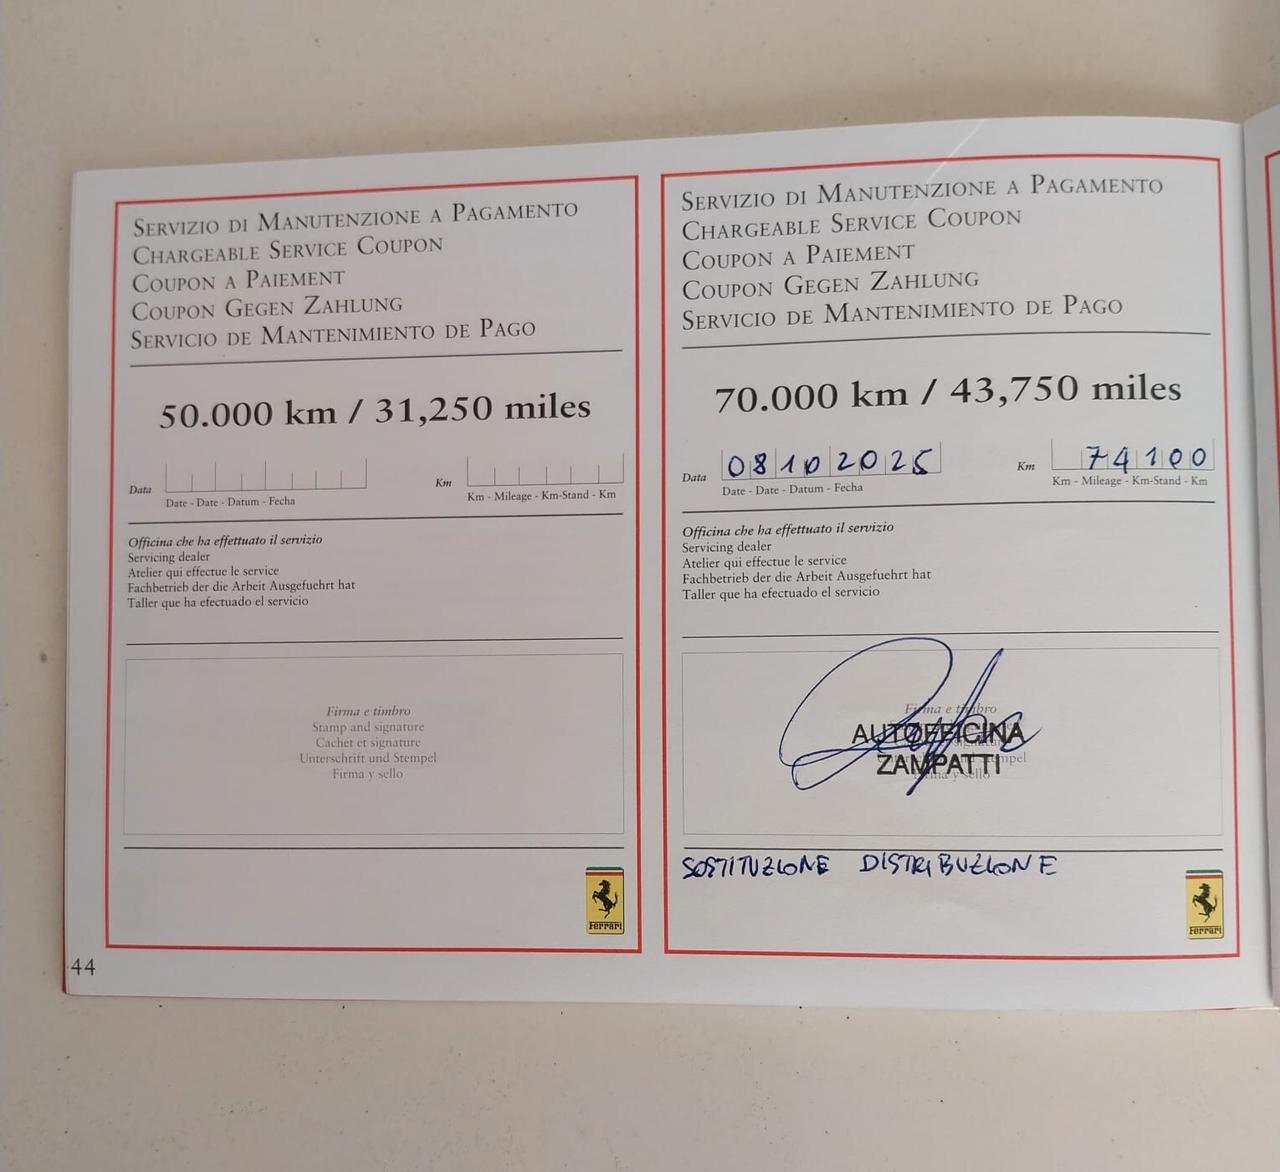 SERVIZIO DI MANUTENZIONE A PAGAMENTO
CHARGEABLE SERVICE COUPON
COUPON A PAIEMENT
COUPON GEGEN ZAHLUNG
SERVICIO DE MANTENIMIENTO DE PAGO
50.000 km / 31,250 miles
Data
Date - Date - Datum - Fecha
Km
Km - Mileage - Km-Stand - Km
Officina che ha effettuato il servizio
Servicing dealer
Atelier qui effectue le service
Fachbetrieb der die Arbeit Ausgefuehrt hat
Taller que ha efectuado el servicio
Firma e timbro
Stamp and signature
Cachet et signature
Unterschrift und Stempel
Firma y sello
Ferrari
44
SERVIZIO DI MANUTENZIONE A PAGAMENTO
CHARGEABLE SERVICE COUPON
COUPON A PAIEMENT
COUPON GEGEN ZAHLUNG
SERVICIO DE MANTENIMIENTO DE PAGO
70.000 km / 43,750 miles
Data 08102025
Date - Date - Datum - Fecha
Km 74100
Km - Mileage - Km-Stand - Km
Officina che ha effettuato il servizio
Servicing dealer
Atelier qui effectue le service
Fachbetrieb der die Arbeit Ausgefuehrt hat
Taller que ha efectuado el servicio
Firma e timbro
AUTOFFICINA
ZAMPATTI
Firma y sello
SOSTITUZIONE DISTRIBUZIONE
Ferrari